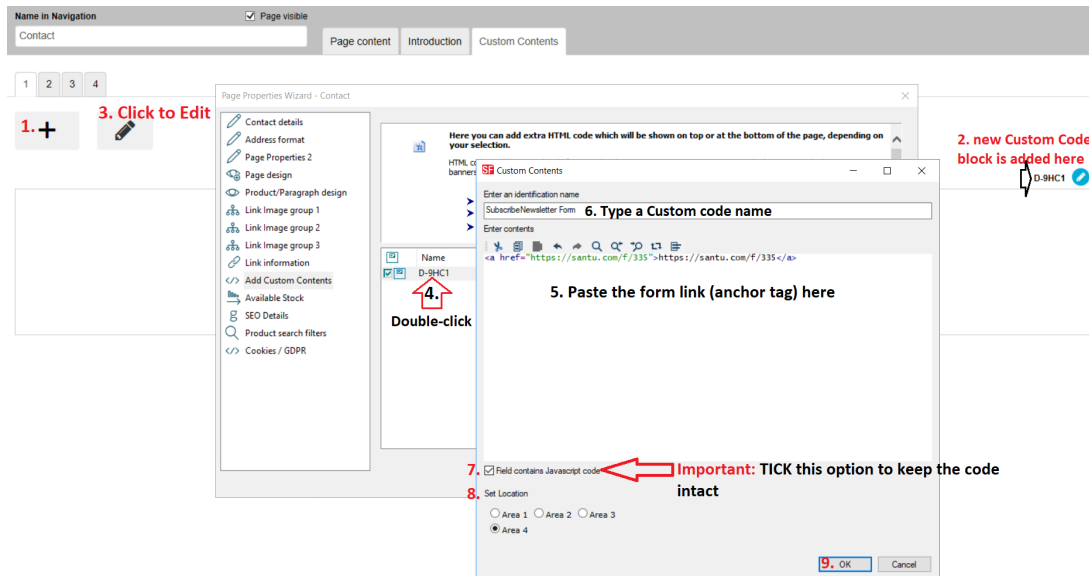 Name in Navigation
Page visible
Contact
Page content
Introduction
Custom Contents
1
2
3
4
1.
3. Click to Edit
2. new Custom Code
block is added here
D-9HC1
Page Properties Wizard - Contact
Contact details
Address format
Page Properties 2
Page design
Product/Paragraph design
Link Image group 1
Link Image group 2
Link Image group 3
Link information
Add Custom Contents
Available Stock
SEO Details
Product search filters
Cookies / GDPR
Here you can add extra HTML code which will be shown on top or at the bottom of the page, depending on
your selection.
HTML
banners
Name
D-9HC1
4.
Double-click
SF Custom Contents
Enter an identification name
SubscribeNewsletter Form
6. Type a Custom code name
Enter contents
<a href="https://santu.com/f/335">https://santu.com/f/335</a>
5. Paste the form link (anchor tag) here
7.
Field contains Javascript code
Important: TICK this option to keep the code
intact
8.
Set Location
Area 1
Area 2
Area 3
Area 4
9. OK
Cancel